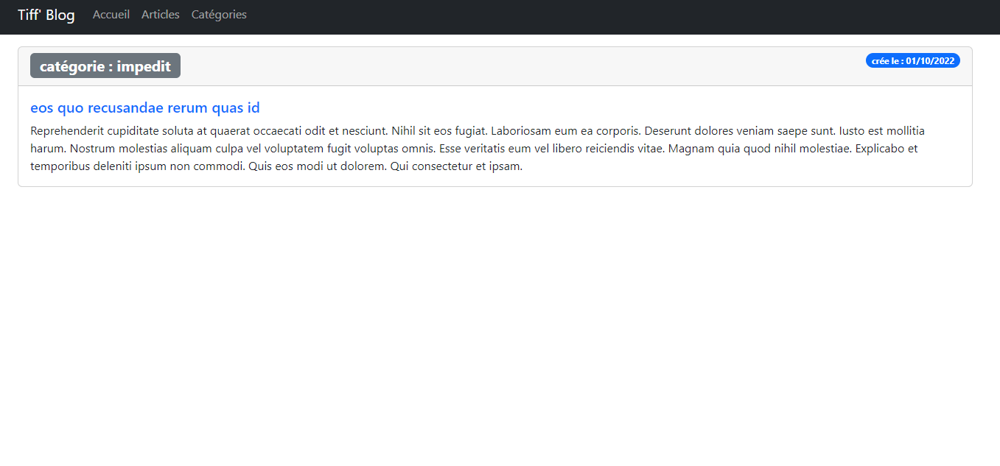 Tiff' Blog Accueil Articles Catégories
catégorie : impedit crée le : 01/10/2022
eos quo recusandae rerum quas id
Reprehenderit cupiditate soluta at quaerat occaecati odit et nesciunt. Nihil sit eos fugiat. Laboriosam eum ea corporis. Deserunt dolores veniam saepe sunt. Iusto est mollitia
harum. Nostrum molestias aliquam culpa vel voluptatem fugit voluptas omnis. Esse veritatis eum vel libero reiciendis vitae. Magnam quia quod nihil molestiae. Explicabo et
temporibus deleniti ipsum non commodi. Quis eos modi ut dolorem. Qui consectetur et ipsam.